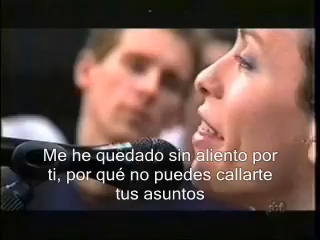 Me he quedado sin aliento por
ti, por qué no puedes callarte
tus asuntos